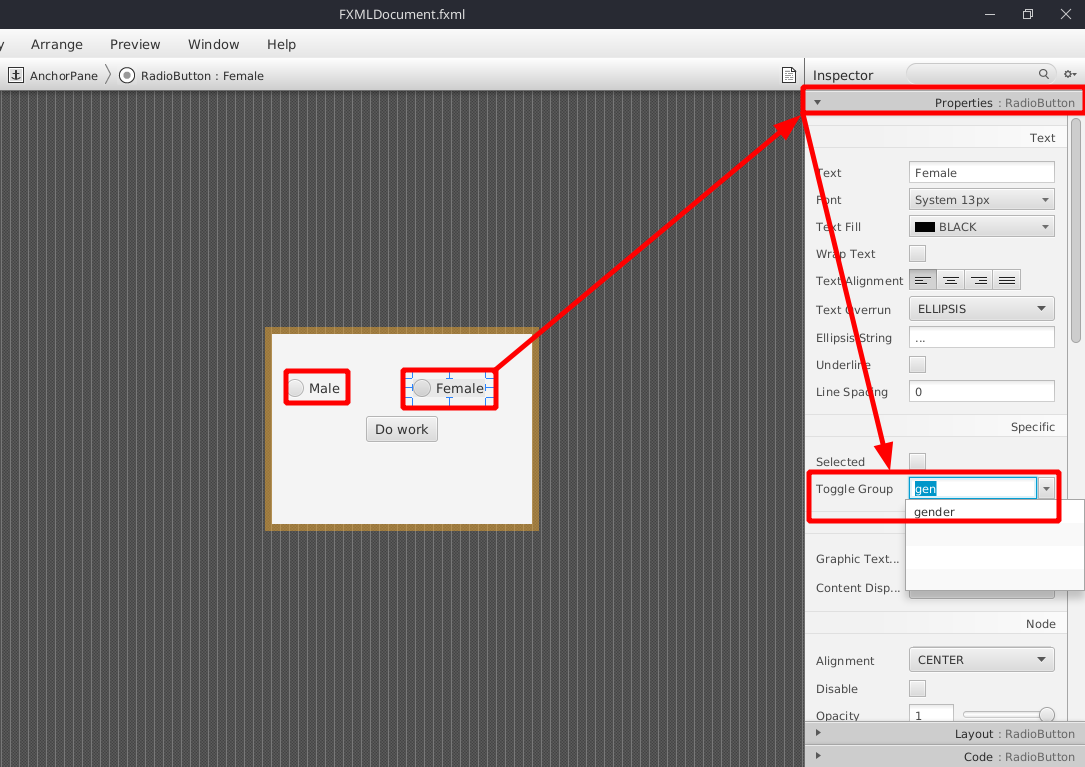 FXMLDocument.fxml
y Arrange Preview Window Help
AnchorPane RadioButton : Female
Inspector
Properties : RadioButton
Text
Text Female
Font System 13px
Text Fill BLACK
Wrap Text
Text Alignment
Text Overrun ELLIPSIS
Ellipsis String ...
Underline
Line Spacing 0
Male Female
Do work
Specific
Selected
Toggle Group gen
gender
Graphic Text...
Content Disp...
Node
Alignment CENTER
Disable
Opacity 1
Layout : RadioButton
Code : RadioButton